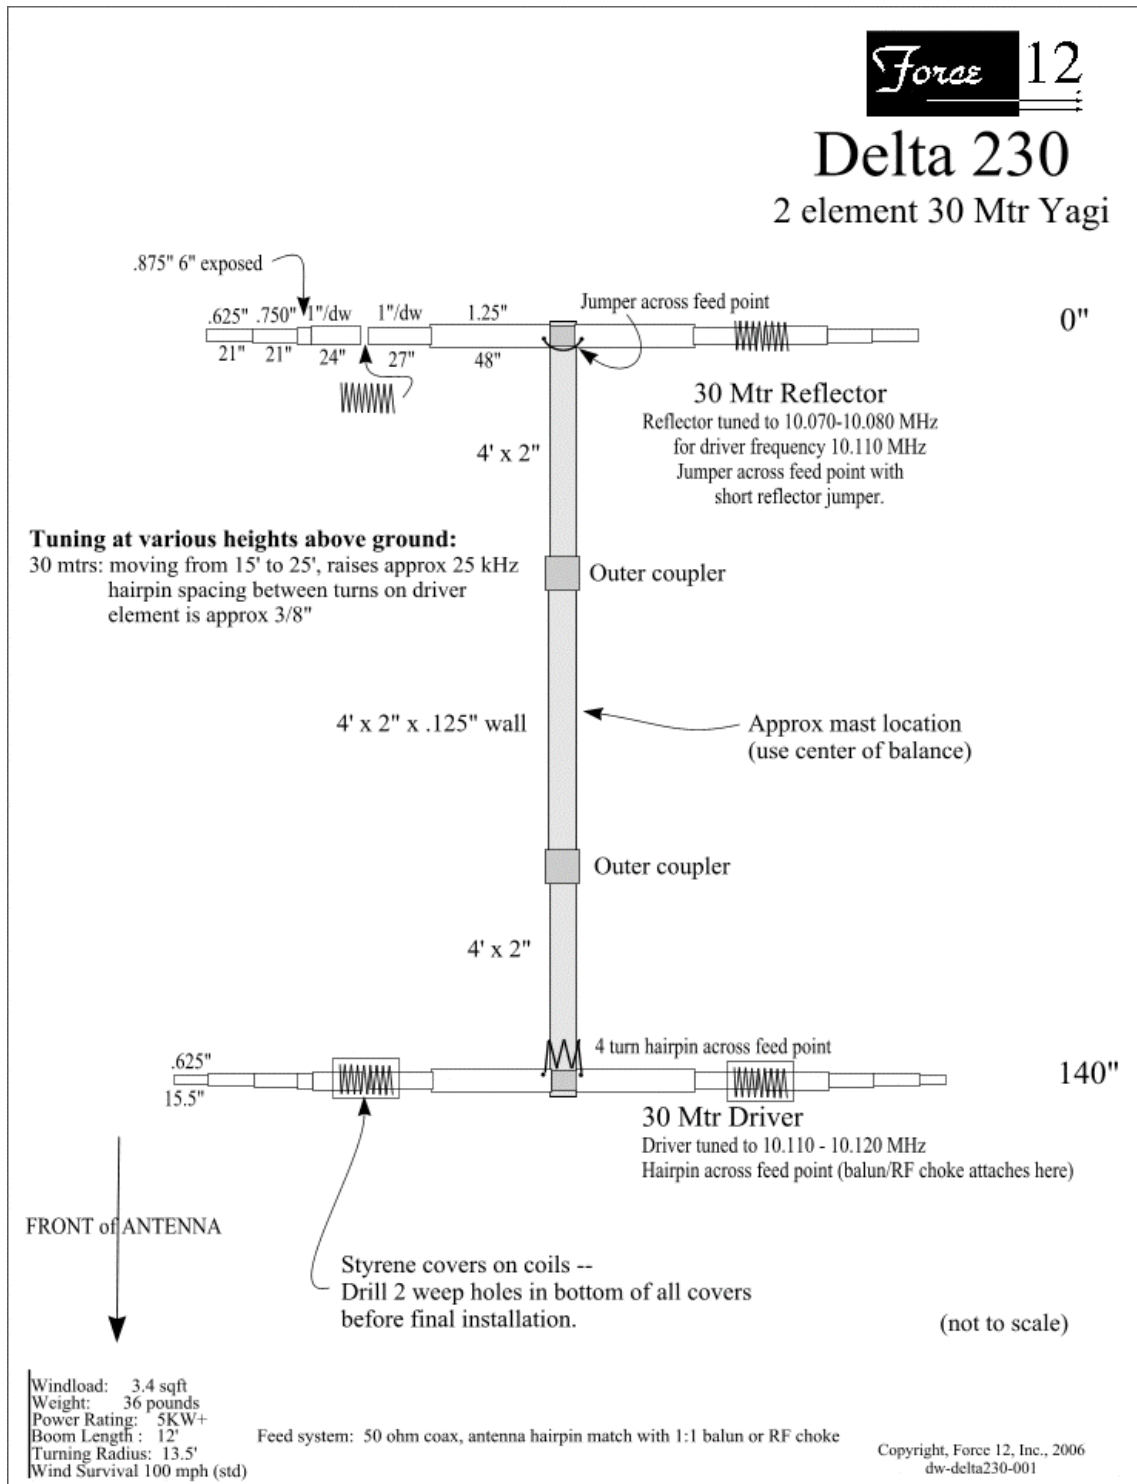 Force 12
Delta 230
2 element 30 Mtr Yagi
.875" 6" exposed
Jumper across feed point
.625" .750" 1"/dw 1"/dw 1.25"
0"
21" 21" 24" 27" 48"
30 Mtr Reflector
Reflector tuned to 10.070-10.080 MHz
for driver frequency 10.110 MHz
Jumper across feed point with
short reflector jumper.
4' x 2"
Tuning at various heights above ground:
30 mtrs: moving from 15' to 25', raises approx 25 kHz
hairpin spacing between turns on driver
element is approx 3/8"
Outer coupler
4' x 2" x .125" wall
Approx mast location
(use center of balance)
Outer coupler
4' x 2"
4 turn hairpin across feed point
.625"
140"
15.5"
30 Mtr Driver
Driver tuned to 10.110 - 10.120 MHz
Hairpin across feed point (balun/RF choke attaches here)
FRONT of ANTENNA
Styrene covers on coils --
Drill 2 weep holes in bottom of all covers
before final installation.
(not to scale)
Windload: 3.4 sqft
Weight: 36 pounds
Power Rating: 5KW+
Boom Length : 12'
Turning Radius: 13.5'
Wind Survival 100 mph (std)
Feed system: 50 ohm coax, antenna hairpin match with 1:1 balun or RF choke
Copyright, Force 12, Inc., 2006
dw-delta230-001